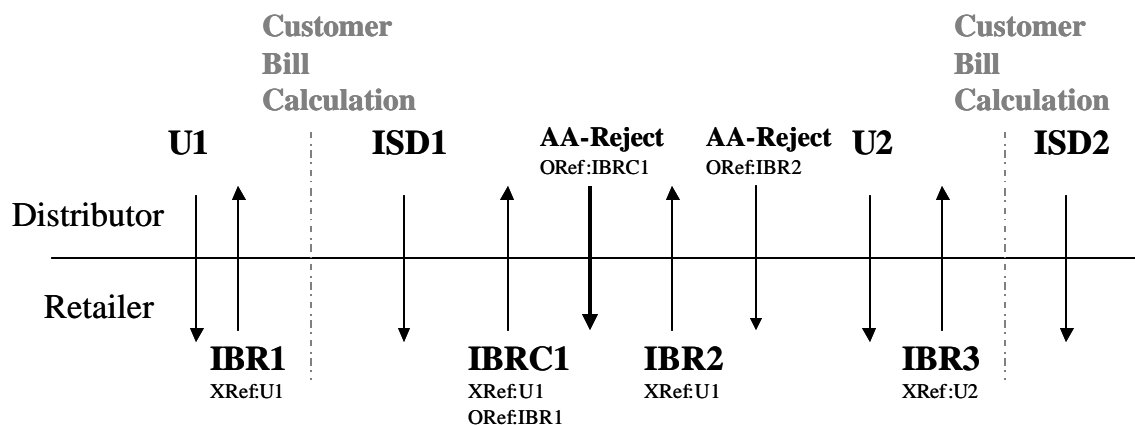 Customer
Bill
Calculation
Customer
Bill
Calculation
U1
ISD1
AA-Reject
ORef:IBRC1
AA-Reject
ORef:IBR2
U2
ISD2
Distributor
Retailer
IBR1
XRef:U1
IBRC1
XRef:U1
ORef:IBR1
IBR2
XRef:U1
IBR3
XRef:U2